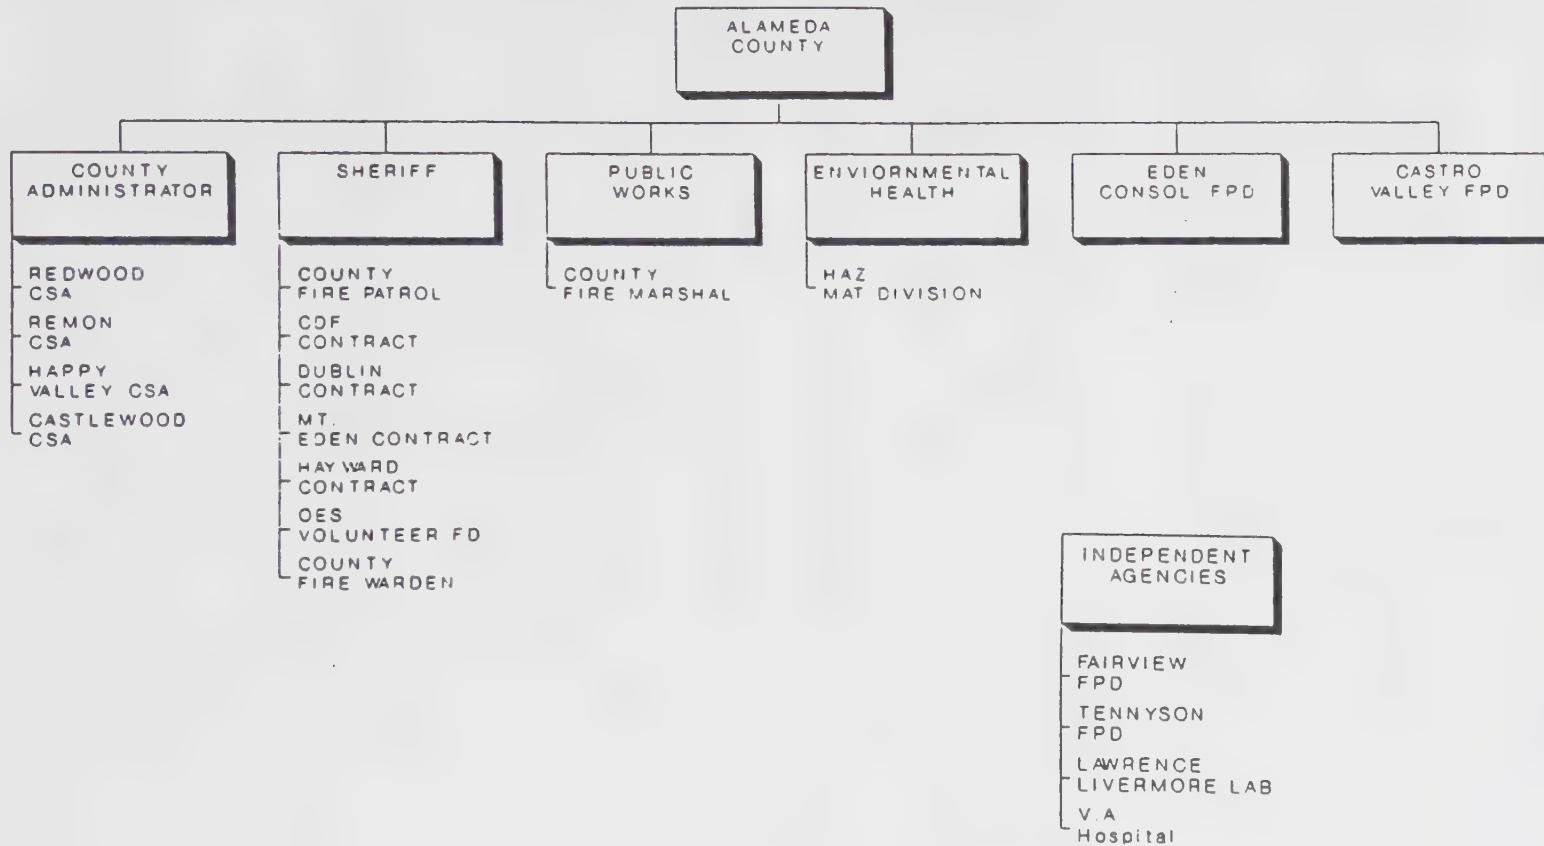 ALAMEDA
COUNTY
COUNTY
ADMINISTRATOR
REDWOOD
CSA
REMON
CSA
HAPPY
VALLEY CSA
CASTLEWOOD
CSA
SHERIFF
COUNTY
FIRE PATROL
CDF
CONTRACT
DUBLIN
CONTRACT
MT.
EDEN CONTRACT
HAYWARD
CONTRACT
OES
VOLUNTEER FD
COUNTY
FIRE WARDEN
PUBLIC
WORKS
COUNTY
FIRE MARSHAL
ENVIORNMENTAL
HEALTH
HAZ
MAT DIVISION
EDEN
CONSOL FPD
CASTRO
VALLEY FPD
INDEPENDENT
AGENCIES
FAIRVIEW
FPD
TENNYSON
FPD
LAWRENCE
LIVERMORE LAB
V.A
Hospital